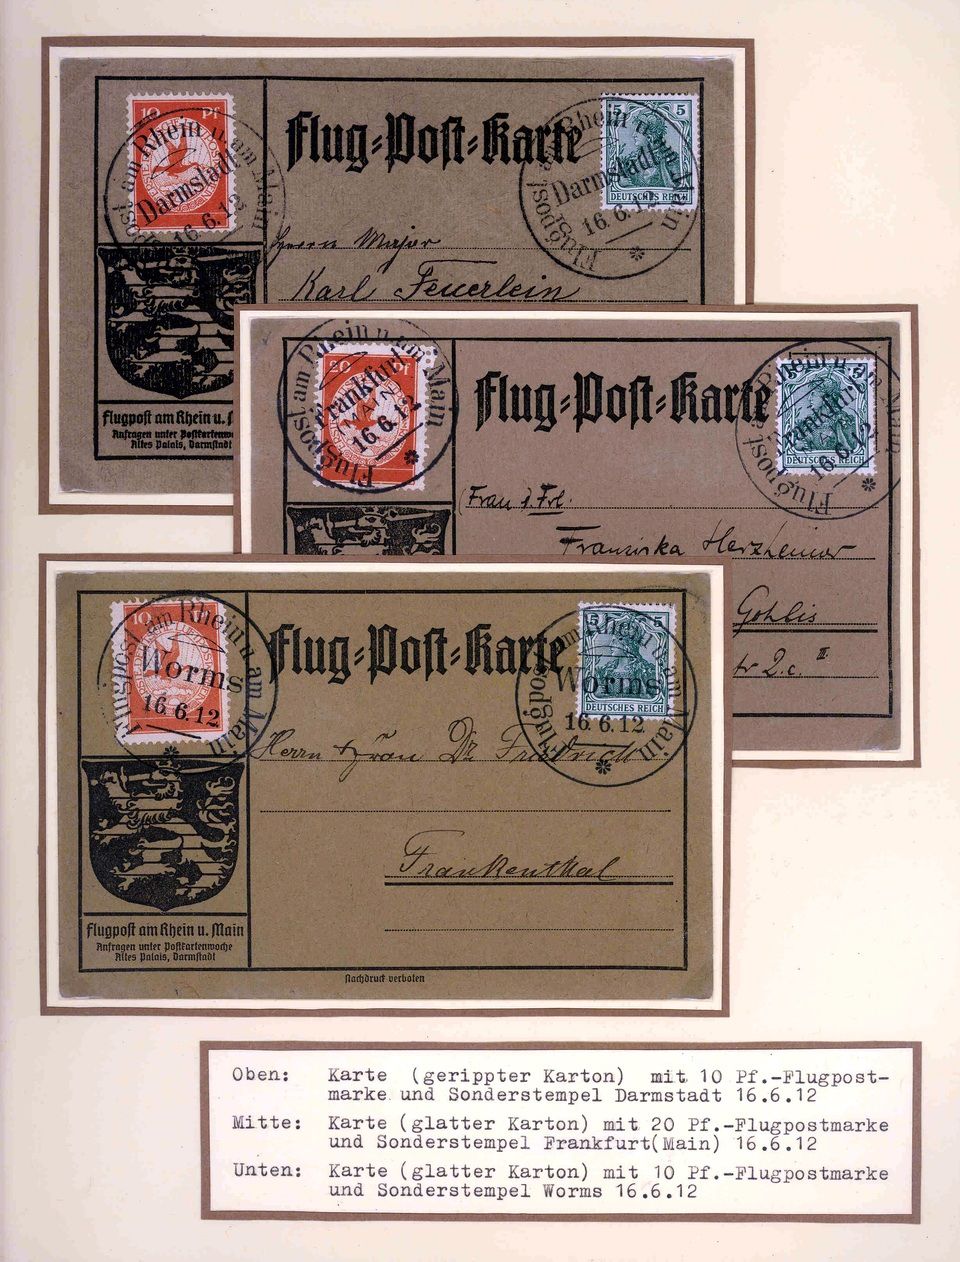 10 Pf
Flugpost am Rhein u. am Main
Darmstadt
16.6.12
Flug=Post=Karte
5 5
DEUTSCHES REICH
Flugpost am Rhein u. am Main
Darmstadt
16.6.12
Herrn Major
Karl Feuerlein
Flugpost am Rhein u. M
Anfragen unter Postkartenw
Altes Palais, Darmstadt
20 Pf
Flugpost am Rhein u. am Main
Frankfurt
(MAIN)
16.6.12
Flug=Post=Karte
DEUTSCHES REICH
Flugpost am Rhein u. am Main
Frankfurt
16.6.12
Frau u. Frl.
Franziska Herzheimer
Gohlis
tr 2.c. III
10
Flugpost am Rhein u. am Main
Worms
16.6.12
Flug=Post=Karte
5 5
DEUTSCHES REICH
Flugpost am Rhein u. am Main
Worms
16.6.12
Herrn Dr Friedrich
Frankenthal
Flugpost am Rhein u. Main
Anfragen unter Postkartenwoche
Altes Palais, Darmstadt
Nachdruck verboten
Oben: Karte (gerippter Karton) mit 10 Pf.-Flugpost-
marke und Sonderstempel Darmstadt 16.6.12
Mitte: Karte (glatter Karton) mit 20 Pf.-Flugpostmarke
und Sonderstempel Frankfurt(Main) 16.6.12
Unten: Karte (glatter Karton) mit 10 Pf.-Flugpostmarke
und Sonderstempel Worms 16.6.12